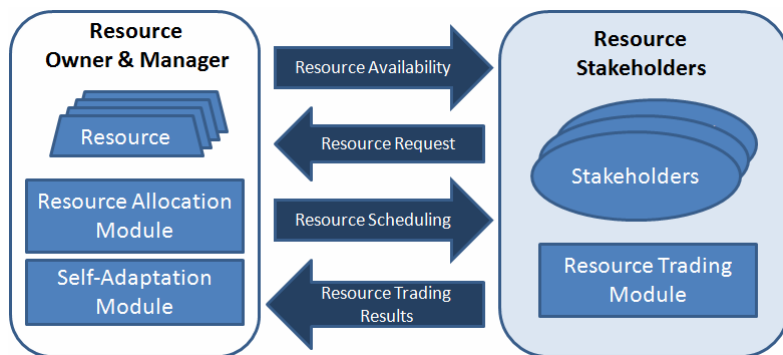 Resource
Owner & Manager
Resource
Resource Allocation
Module
Self-Adaptation
Module
Resource Availability
Resource Request
Resource Scheduling
Resource Trading
Results
Resource
Stakeholders
Stakeholders
Resource Trading
Module